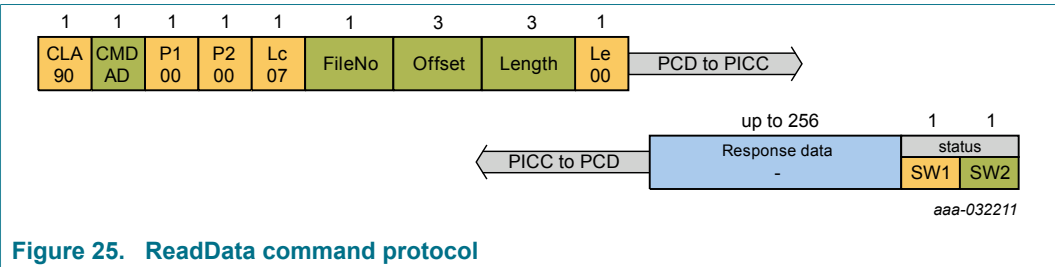 1 1 1 1 1 1 3 3 1
CLA CMD P1 P2 Lc FileNo Offset Length Le PCD to PICC
90 AD 00 00 07 00
up to 256 1 1
PICC to PCD Response data status
- SW1 SW2
aaa-032211
Figure 25. ReadData command protocol